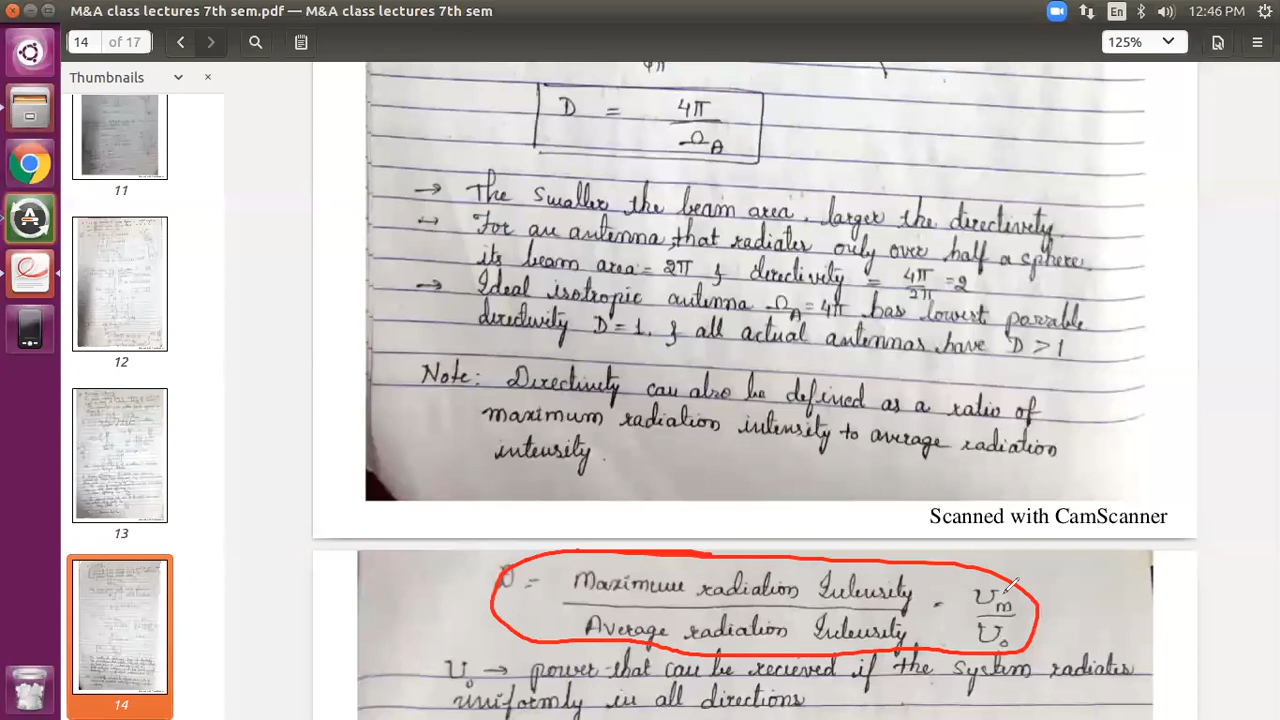 M&A class lectures 7th sem.pdf — M&A class lectures 7th sem
En
12:46 PM
14 of 17
125%
Thumbnails
11
12
13
14
4π
D = 4π
Ω_A
→ The smaller the beam area larger the directivity.
→ For an antenna that radiates only over half a sphere
its beam area = 2π & directivity = 4π/2π = 2
→ Ideal isotropic antenna Ω_A = 4π has lowest possible
directivity D = 1. & all actual antennas have D > 1
Note: Directivity can also be defined as a ratio of
maximum radiation intensity to average radiation
intensity.
Scanned with CamScanner
D = Maximum radiation Intensity = U_m
Average radiation Intensity U_o
U_o → power that can be recieved if the system radiates
uniformly in all directions